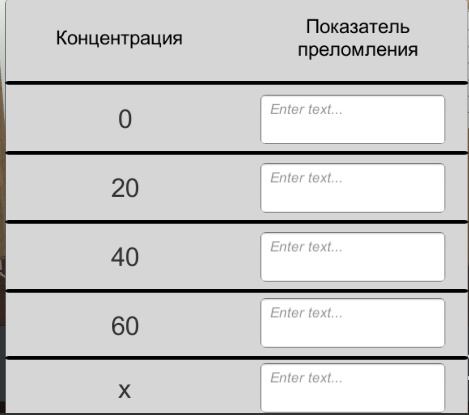 Концентрация
Показатель
преломления
0
Enter text...
20
Enter text...
40
Enter text...
60
Enter text...
x
Enter text...